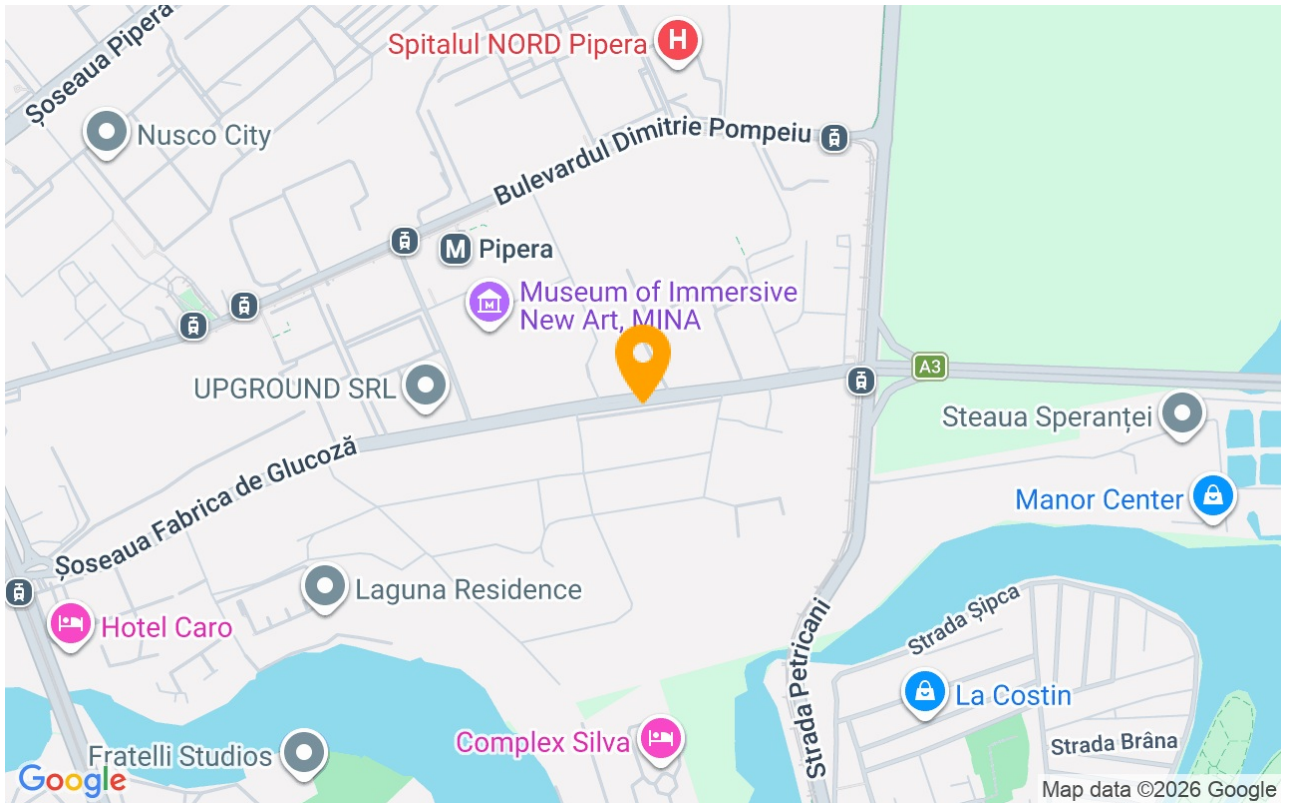 Spitalul NORD Pipera
H
Șoseaua Pipera
Nusco City
Bulevardul Dimitrie Pompeiu
M Pipera
Museum of Immersive
New Art, MINA
M
A3
UPGROUND SRL
Steaua Speranței
Șoseaua Fabrica de Glucoză
Manor Center
Laguna Residence
Strada Șipca
Hotel Caro
Strada Petricani
La Costin
Complex Silva
Strada Brâna
Fratelli Studios
Google
Map data ©2026 Google